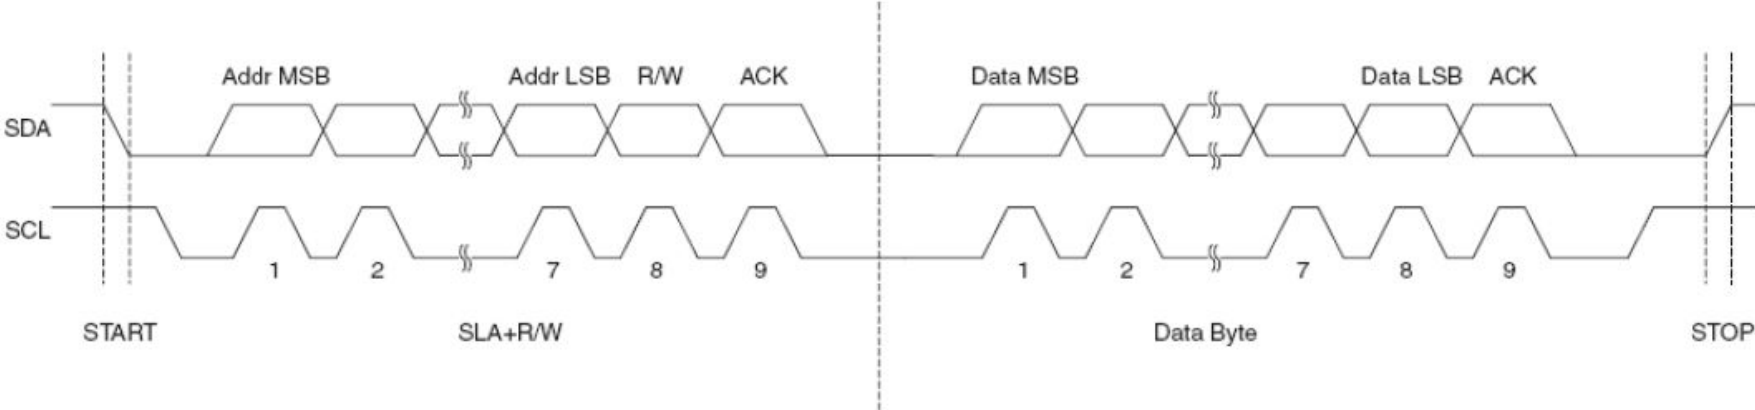 Addr MSB Addr LSB R/W ACK Data MSB Data LSB ACK
SDA
SCL
1 2 7 8 9 1 2 7 8 9
START SLA+R/W Data Byte STOP